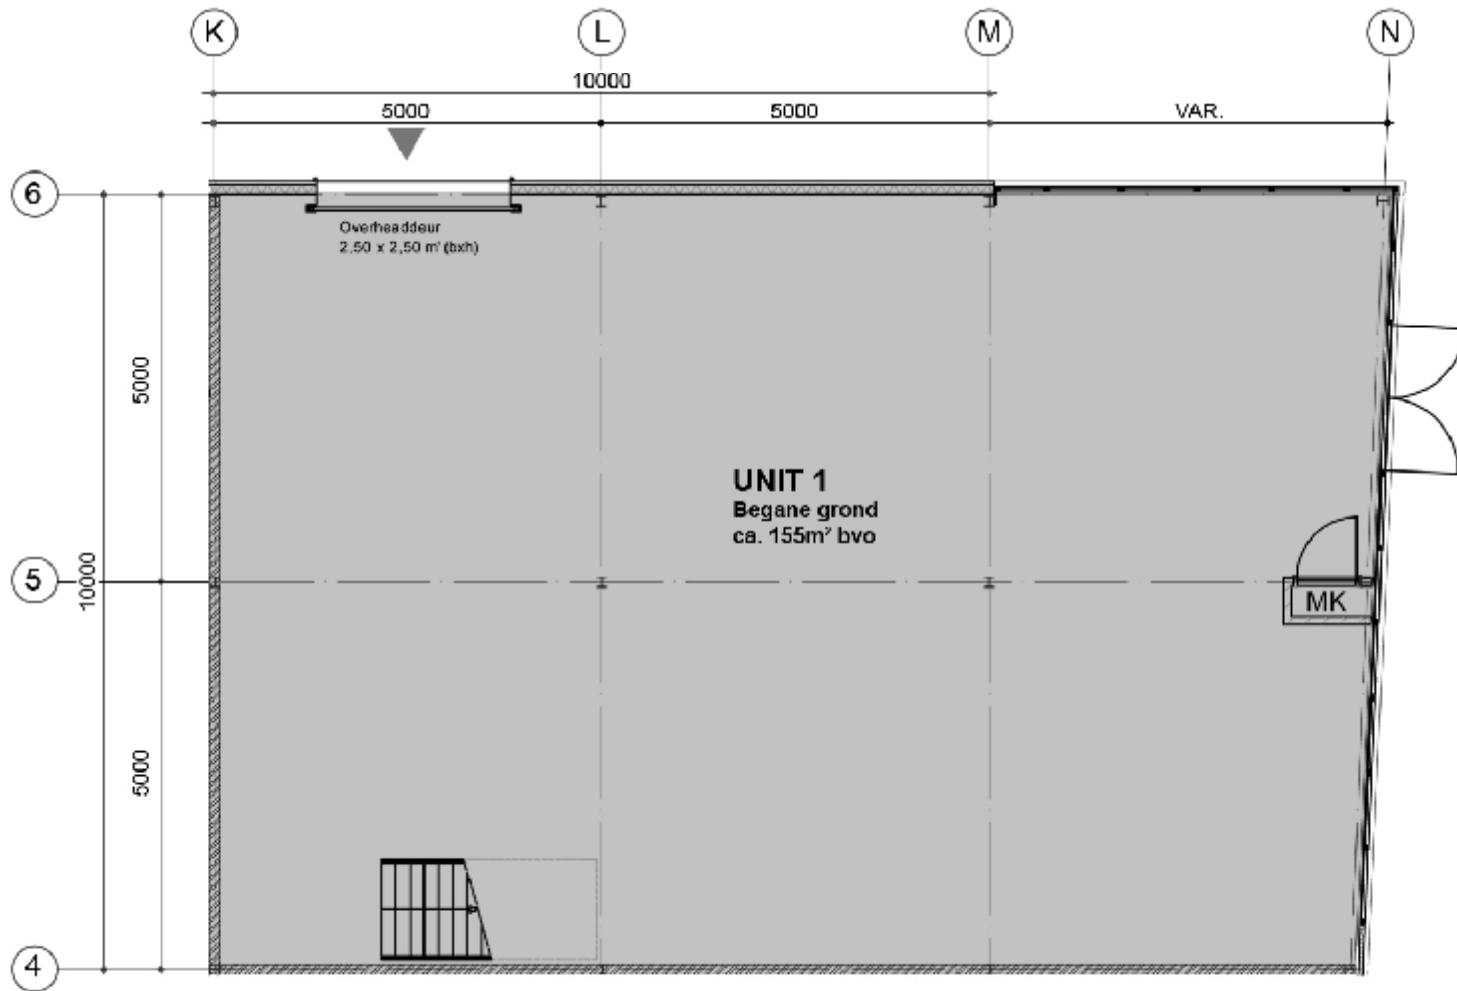 K L M N
10000
5000 5000 VAR.
6
Overheaddeur
2,50 x 2,50 m¹ (bxh)
5000
UNIT 1
Begane grond
ca. 155m² bvo
5
10000
MK
5000
4